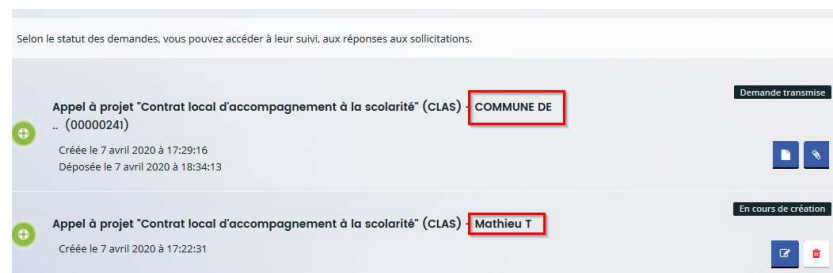 Selon le statut des demandes, vous pouvez accéder à leur suivi, aux réponses aux sollicitations.
Demande transmise
Appel à projet "Contrat local d'accompagnement à la scolarité" (CLAS) - COMMUNE DE
.. (00000241)
Créée le 7 avril 2020 à 17:29:16
Déposée le 7 avril 2020 à 18:34:13
En cours de création
Appel à projet "Contrat local d'accompagnement à la scolarité" (CLAS) - Mathieu T
Créée le 7 avril 2020 à 17:22:31